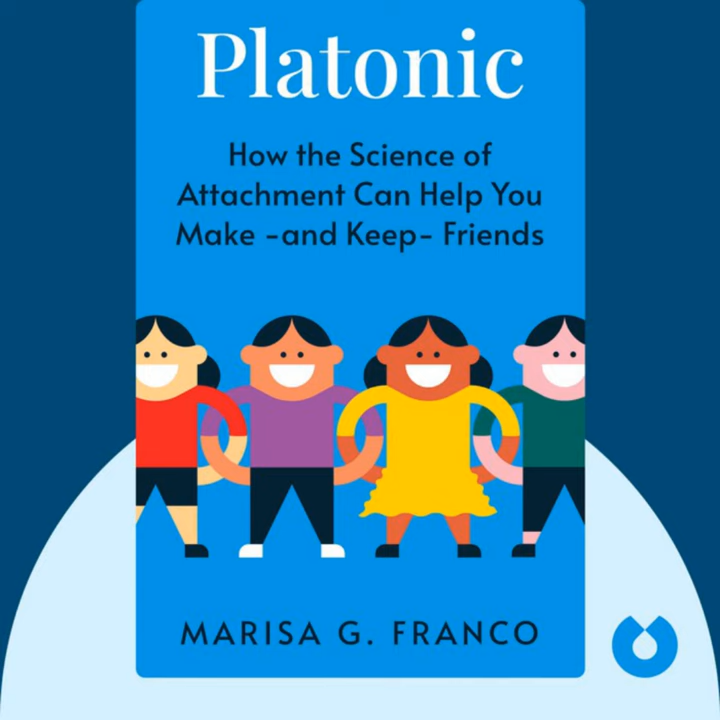 Platonic
How the Science of
Attachment Can Help You
Make -and Keep- Friends
MARISA G. FRANCO